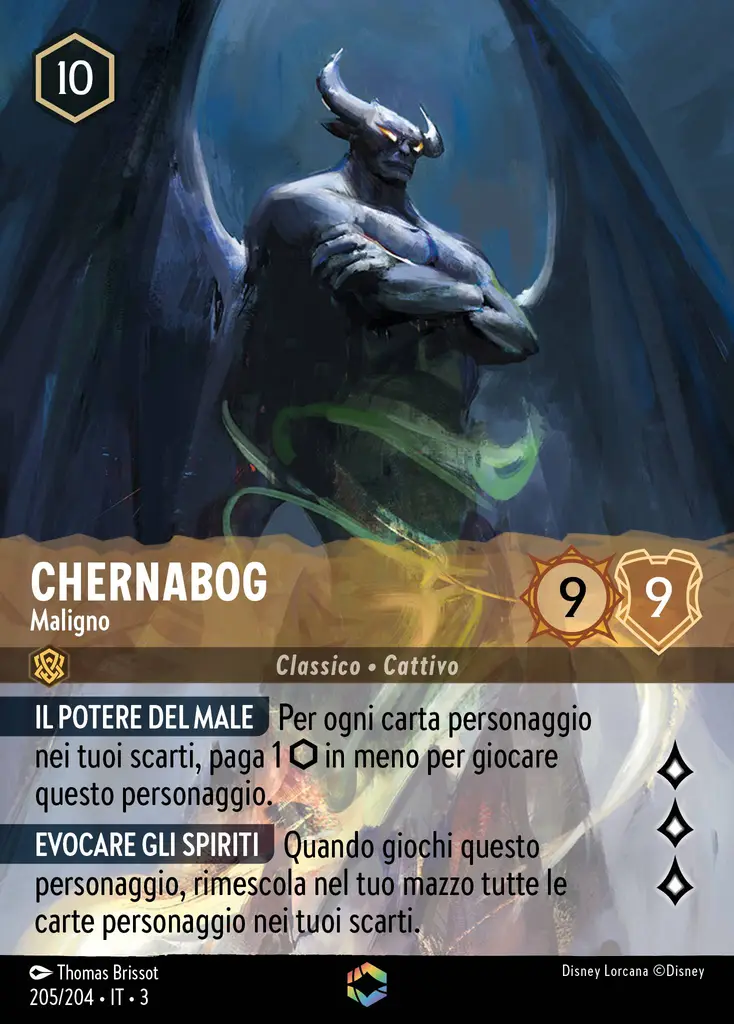 10
CHERNABOG
Maligno
9
9
Classico • Cattivo
IL POTERE DEL MALE Per ogni carta personaggio
nei tuoi scarti, paga 1 in meno per giocare
questo personaggio.
EVOCARE GLI SPIRITI Quando giochi questo
personaggio, rimescola nel tuo mazzo tutte le
carte personaggio nei tuoi scarti.
Thomas Brissot
Disney Lorcana ©Disney
205/204 • IT • 3